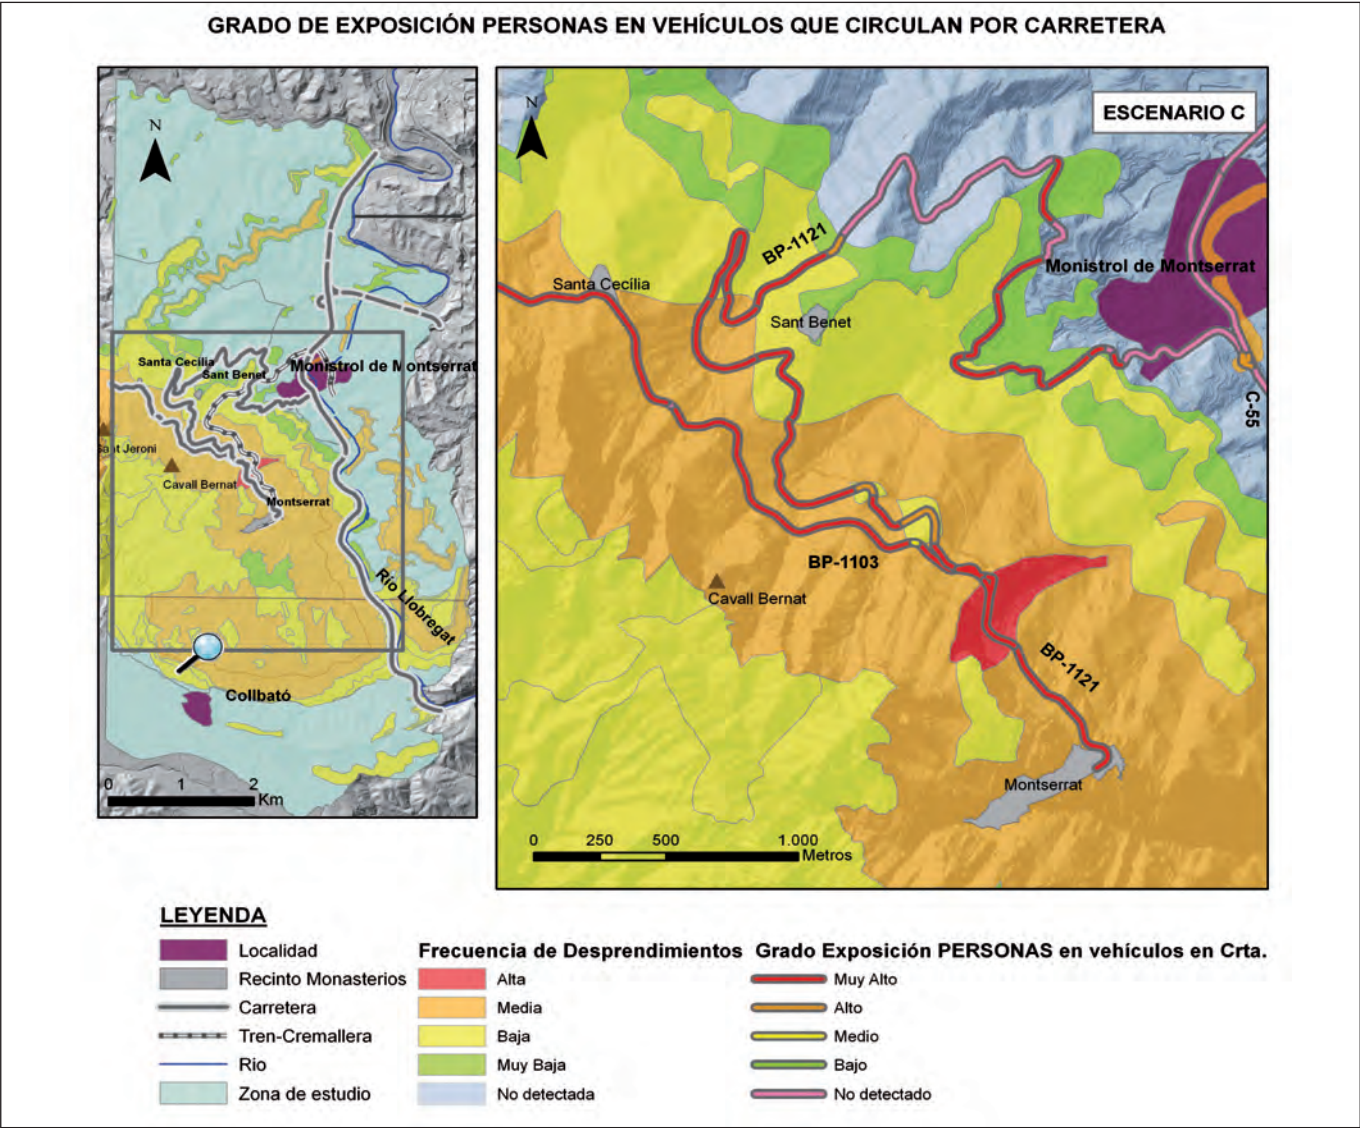 GRADO DE EXPOSICIÓN PERSONAS EN VEHÍCULOS QUE CIRCULAN POR CARRETERA
N
Santa Cecília
Sant Benet
Monistrol de Montserrat
Sant Jeroni
Cavall Bernat
Montserrat
Río Llobregat
Collbató
0 1 2
Km
N
ESCENARIO C
BP-1121
Monistrol de Montserrat
Santa Cecília
Sant Benet
C-55
BP-1103
Cavall Bernat
BP-1121
Montserrat
0 250 500 1.000
Metros
LEYENDA
Localidad
Recinto Monasterios
Carretera
Tren-Cremallera
Rio
Zona de estudio
Frecuencia de Desprendimientos
Alta
Media
Baja
Muy Baja
No detectada
Grado Exposición PERSONAS en vehículos en Crta.
Muy Alto
Alto
Medio
Bajo
No detectado